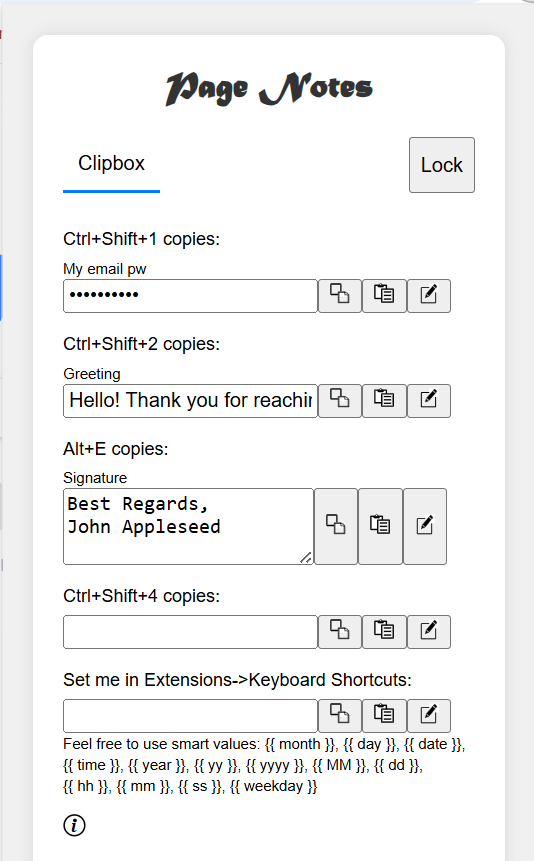 Page Notes
Clipbox
Lock
Ctrl+Shift+1 copies:
My email pw
••••••••••
Ctrl+Shift+2 copies:
Greeting
Hello! Thank you for reachin
Alt+E copies:
Signature
Best Regards,
John Appleseed
Ctrl+Shift+4 copies:
Set me in Extensions->Keyboard Shortcuts:
Feel free to use smart values: {{ month }}, {{ day }}, {{ date }},
{{ time }}, {{ year }}, {{ yy }}, {{ yyyy }}, {{ MM }}, {{ dd }},
{{ hh }}, {{ mm }}, {{ ss }}, {{ weekday }}